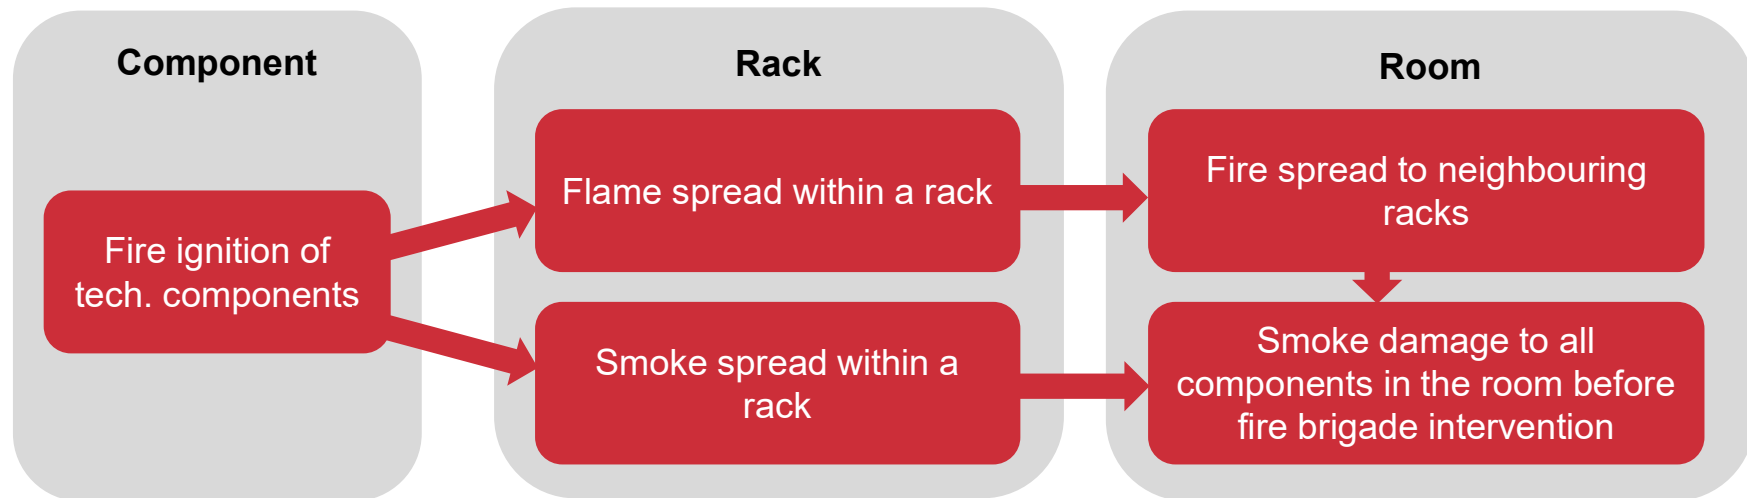 Component
Fire ignition of
tech. components
Rack
Flame spread within a rack
Smoke spread within a
rack
Room
Fire spread to neighbouring
racks
Smoke damage to all
components in the room before
fire brigade intervention